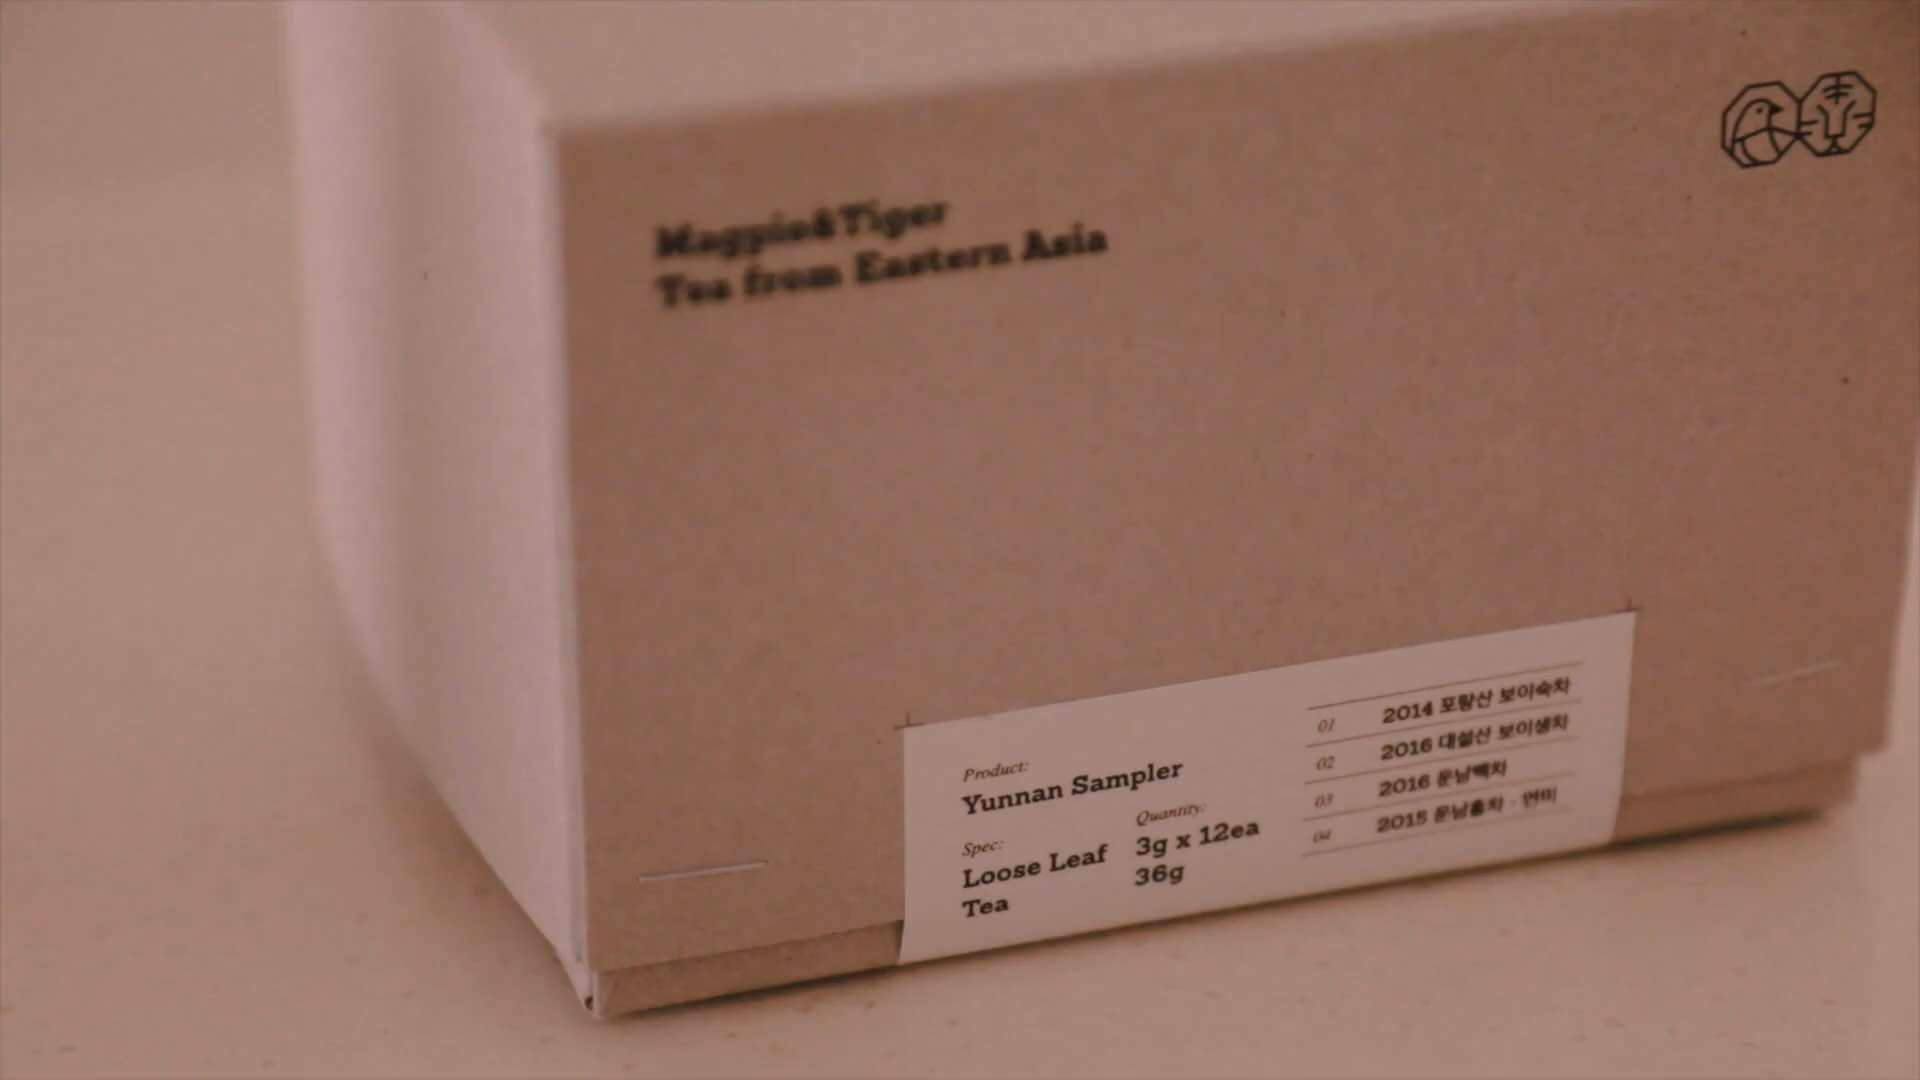 Magpie&Tiger
Tea from Eastern Asia
Product:
Yunnan Sampler
Spec:
Loose Leaf
Tea
Quantity:
3g x 12ea
36g
01 2014 포랑산 보이숙차
02 2016 대설산 보이생차
03 2016 운남백차
04 2015 운남홍차 · 연미